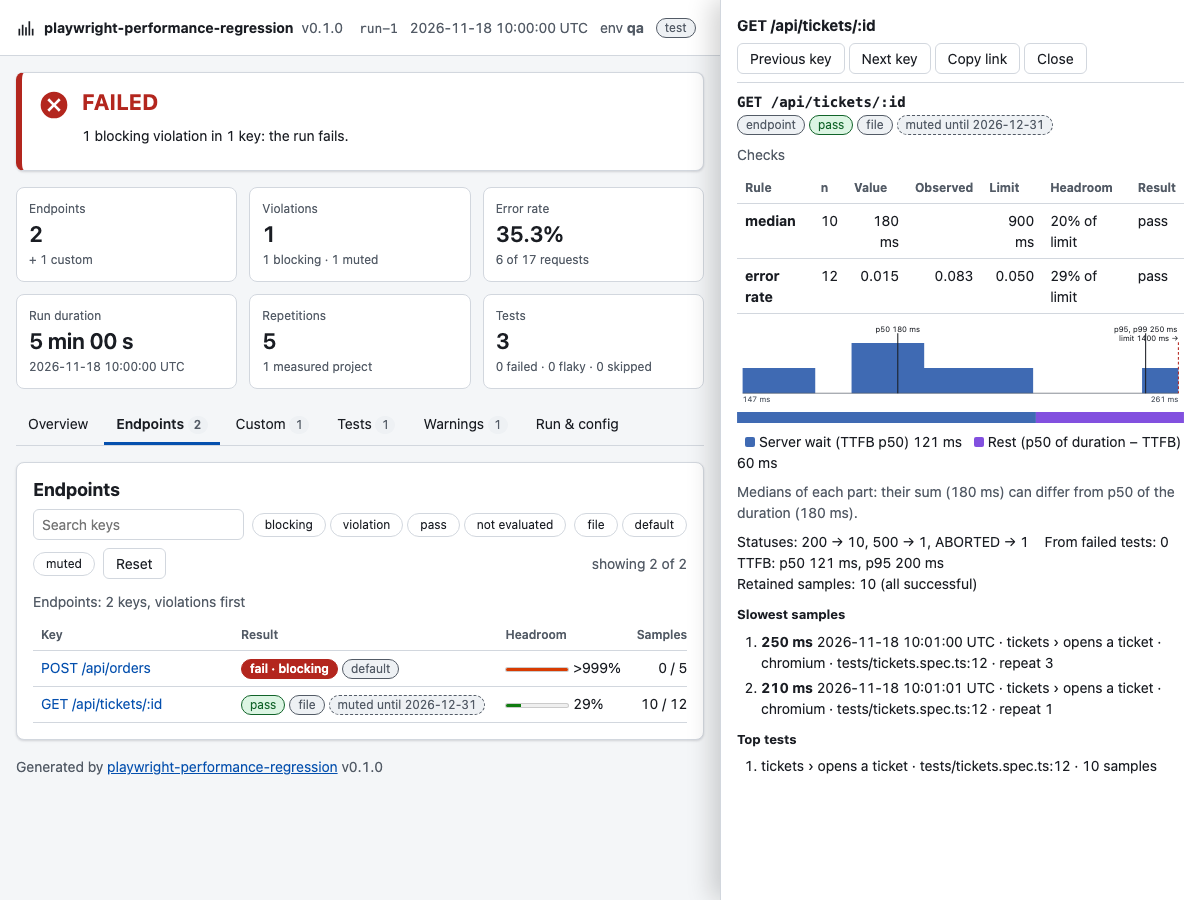 playwright-performance-regression v0.1.0 run-1 2026-11-18 10:00:00 UTC env qa test
FAILED
1 blocking violation in 1 key: the run fails.
Endpoints
2
+ 1 custom
Violations
1
1 blocking · 1 muted
Error rate
35.3%
6 of 17 requests
Run duration
5 min 00 s
2026-11-18 10:00:00 UTC
Repetitions
5
1 measured project
Tests
3
0 failed · 0 flaky · 0 skipped
Overview Endpoints 2 Custom 1 Tests 1 Warnings 1 Run & config
Endpoints
Search keys blocking violation pass not evaluated file default
muted Reset showing 2 of 2
Endpoints: 2 keys, violations first
Key Result Headroom Samples
POST /api/orders fail · blocking default >999% 0 / 5
GET /api/tickets/:id pass file muted until 2026-12-31 29% 10 / 12
Generated by playwright-performance-regression v0.1.0
GET /api/tickets/:id
Previous key Next key Copy link Close
GET /api/tickets/:id
endpoint pass file muted until 2026-12-31
Checks
Rule n Value Observed Limit Headroom Result
median 10 180 900 20% of pass
ms ms limit
error 12 0.015 0.083 0.050 29% of pass
rate limit
p50 180 ms p95, p99 250 ms
limit 1400 ms →
147 ms 261 ms
Server wait (TTFB p50) 121 ms Rest (p50 of duration – TTFB)
60 ms
Medians of each part: their sum (180 ms) can differ from p50 of the
duration (180 ms).
Statuses: 200 → 10, 500 → 1, ABORTED → 1 From failed tests: 0
TTFB: p50 121 ms, p95 200 ms
Retained samples: 10 (all successful)
Slowest samples
1. 250 ms 2026-11-18 10:01:00 UTC · tickets › opens a ticket ·
chromium · tests/tickets.spec.ts:12 · repeat 3
2. 210 ms 2026-11-18 10:01:01 UTC · tickets › opens a ticket ·
chromium · tests/tickets.spec.ts:12 · repeat 1
Top tests
1. tickets › opens a ticket · tests/tickets.spec.ts:12 · 10 samples